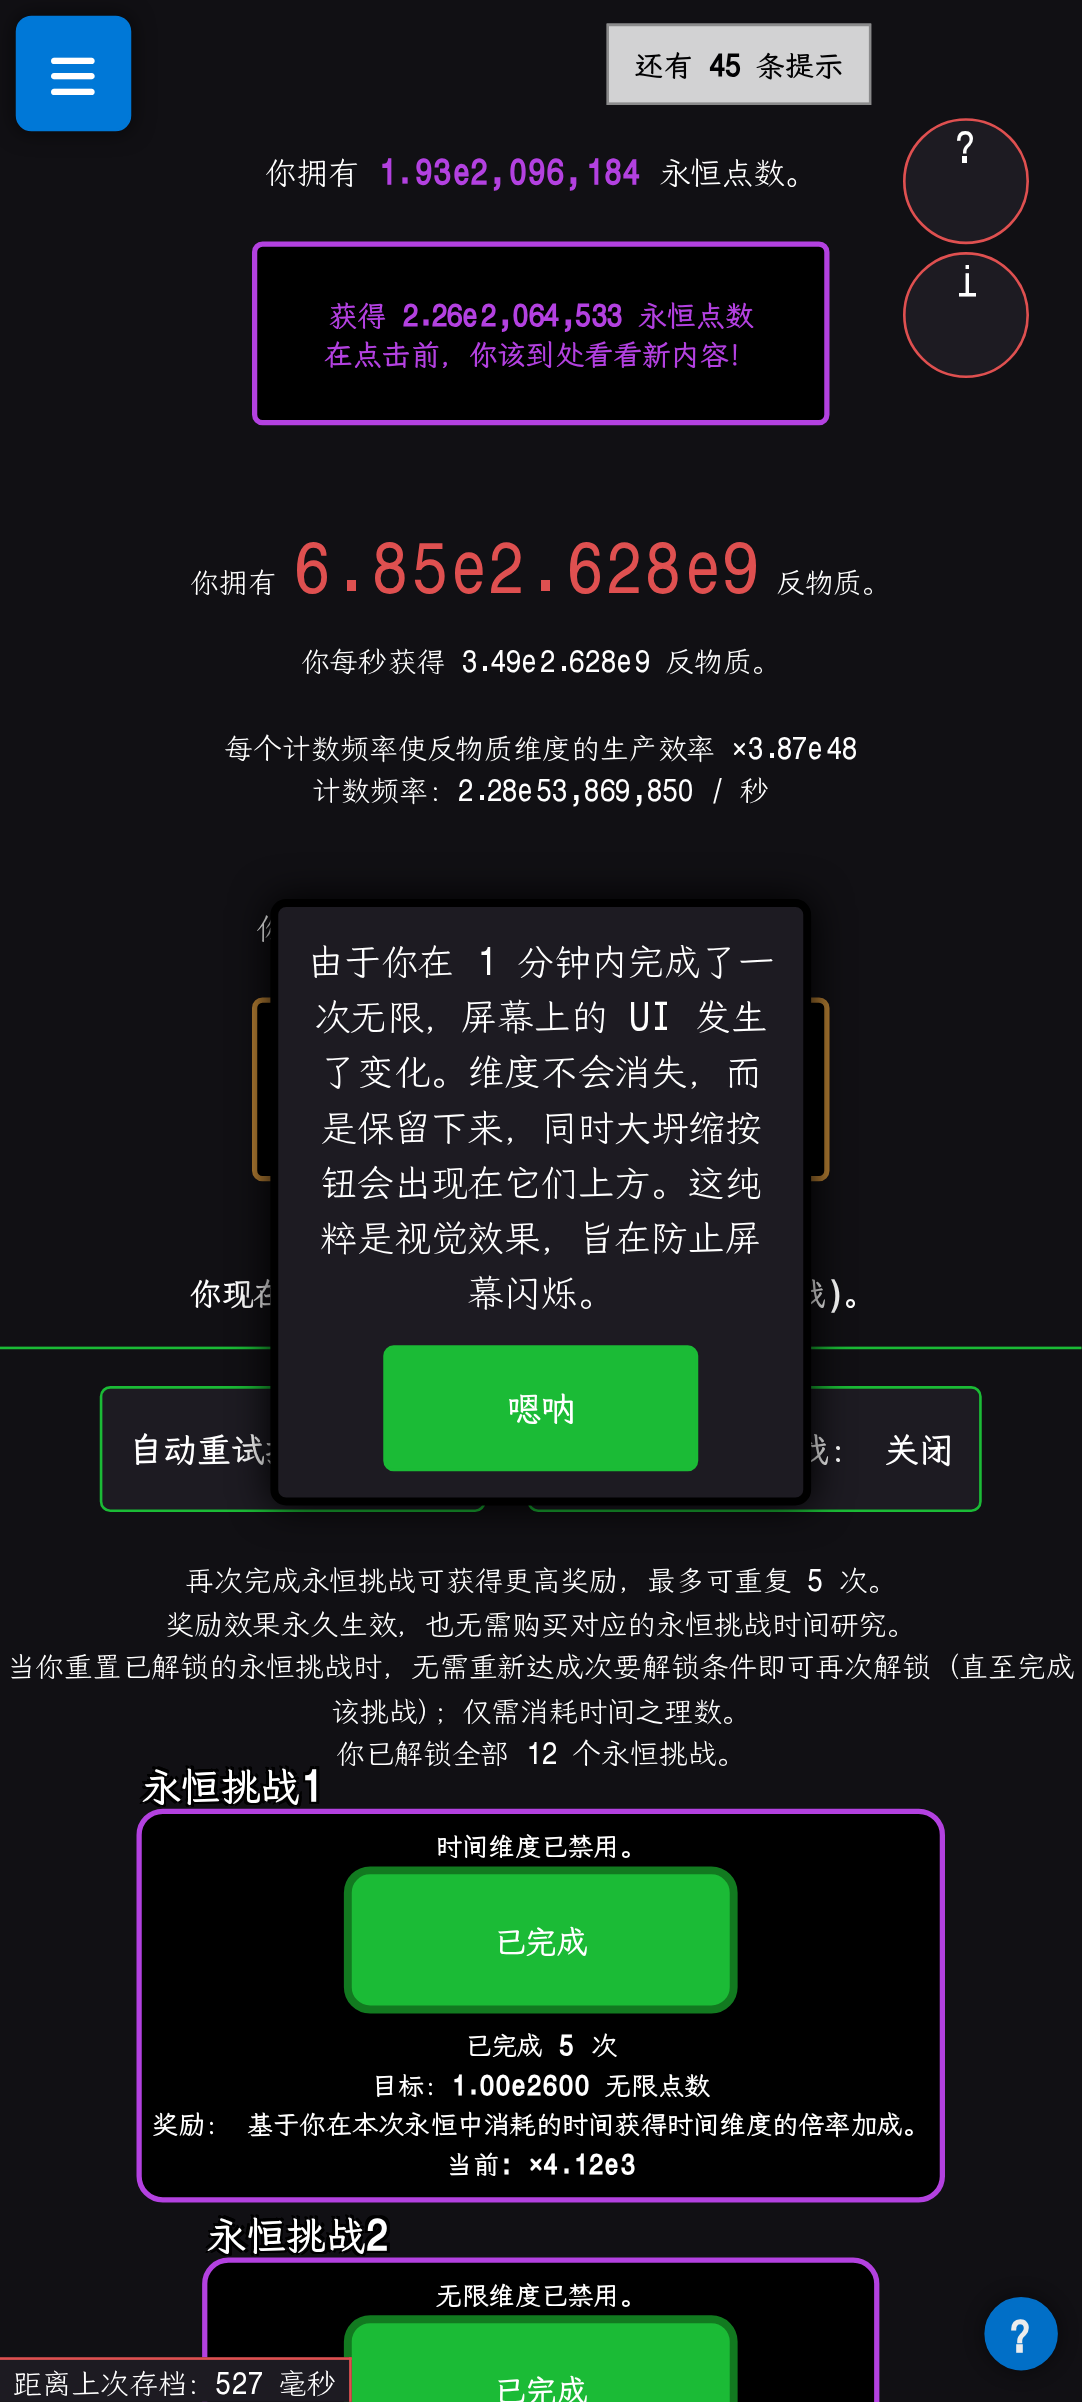 还有 45 条提示
?
i
你拥有 1.93e2,096,184 永恒点数。
获得 2.26e2,064,533 永恒点数
在点击前, 你该到处看看新内容!
你拥有 6.85e2.628e9 反物质。
你每秒获得 3.49e2.628e9 反物质。
每个计数频率使反物质维度的生产效率 ×3.87e48
计数频率: 2.28e53,869,850 / 秒
由于你在 1 分钟内完成了一
次无限, 屏幕上的 UI 发生
了变化。维度不会消失, 而
是保留下来, 同时大坍缩按
钮会出现在它们上方。这纯
粹是视觉效果, 旨在防止屏
幕闪烁。
你现在 )。
嗯呐
自动重试 : 关闭
再次完成永恒挑战可获得更高奖励, 最多可重复 5 次。
奖励效果永久生效, 也无需购买对应的永恒挑战时间研究。
当你重置已解锁的永恒挑战时, 无需重新达成次要解锁条件即可再次解锁 (直至完成
该挑战); 仅需消耗时间之理数。
你已解锁全部 12 个永恒挑战。
永恒挑战1
时间维度已禁用。
已完成
已完成 5 次
目标: 1.00e2600 无限点数
奖励: 基于你在本次永恒中消耗的时间获得时间维度的倍率加成。
当前: ×4.12e3
永恒挑战2
无限维度已禁用。
已完成
?
距离上次存档: 527 毫秒